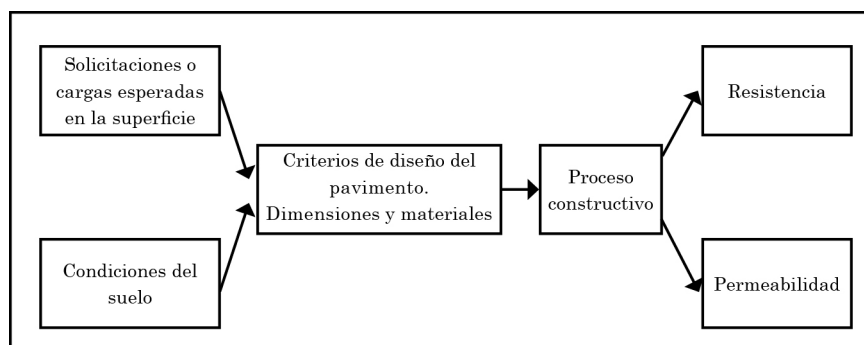 Solicitaciones o
cargas esperadas
en la superficie
Condiciones del
suelo
Criterios de diseño del
pavimento.
Dimensiones y materiales
Proceso
constructivo
Resistencia
Permeabilidad